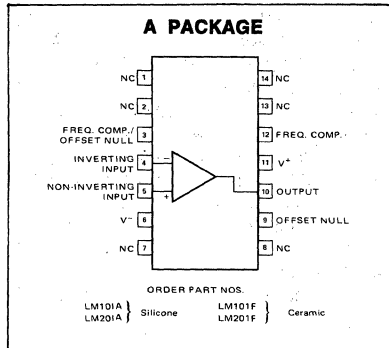 A PACKAGE
NC 1
14 NC
NC 2
13 NC
FREQ. COMP./
OFFSET NULL 3
12 FREQ. COMP.
INVERTING
INPUT 4
−
11 V+
NON-INVERTING
INPUT 5
+
10 OUTPUT
V− 6
9 OFFSET NULL
NC 7
8 NC
ORDER PART NOS.
LM101A
LM201A } Silicone
LM101F
LM201F } Ceramic